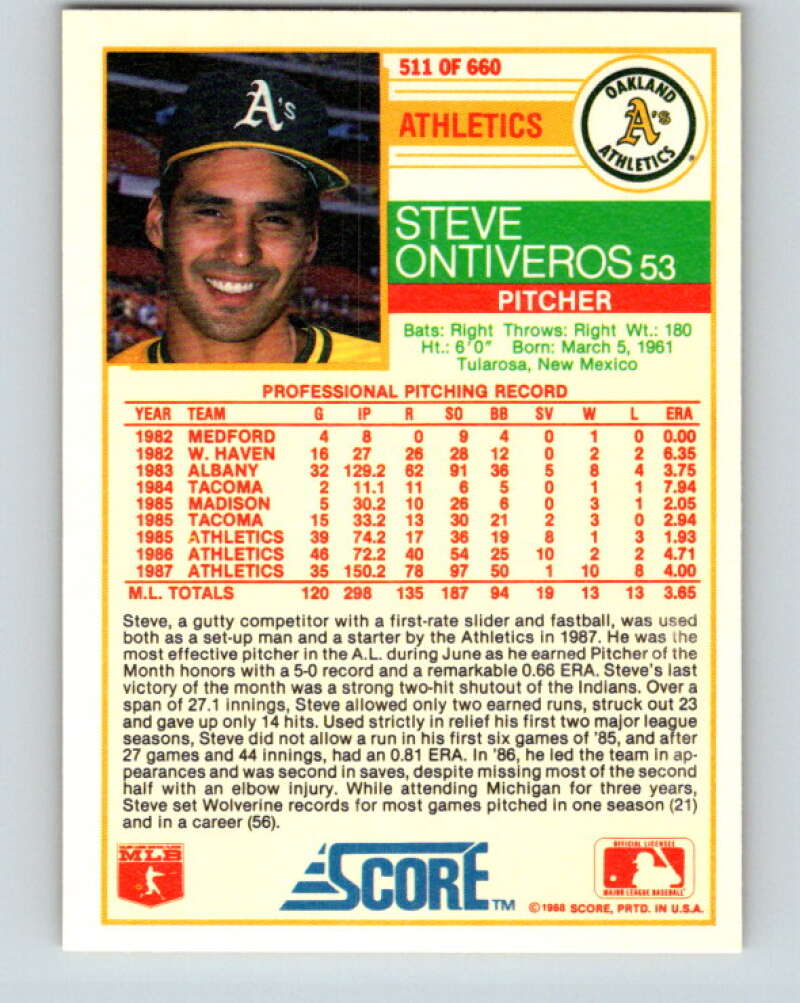 511 OF 660
ATHLETICS
OAKLAND
A's
ATHLETICS
A's
STEVE
ONTIVEROS 53
PITCHER
Bats: Right Throws: Right Wt.: 180
Ht.: 6'0" Born: March 5, 1961
Tularosa, New Mexico
PROFESSIONAL PITCHING RECORD
YEAR TEAM G IP R SO BB SV W L ERA
1982 MEDFORD 4 8 0 9 4 0 1 0 0.00
1982 W. HAVEN 16 27 26 28 12 0 2 2 6.35
1983 ALBANY 32 129.2 62 91 36 5 8 4 3.75
1984 TACOMA 2 11.1 11 6 5 0 1 1 7.94
1985 MADISON 5 30.2 10 26 6 0 3 1 2.05
1985 TACOMA 15 33.2 13 30 21 2 3 0 2.94
1985 ATHLETICS 39 74.2 17 36 19 8 1 3 1.93
1986 ATHLETICS 46 72.2 40 54 25 10 2 2 4.71
1987 ATHLETICS 35 150.2 78 97 50 1 10 8 4.00
M.L. TOTALS 120 298 135 187 94 19 13 13 3.65
Steve, a gutty competitor with a first-rate slider and fastball, was used
both as a set-up man and a starter by the Athletics in 1987. He was the
most effective pitcher in the A.L. during June as he earned Pitcher of the
Month honors with a 5-0 record and a remarkable 0.66 ERA. Steve's last
victory of the month was a strong two-hit shutout of the Indians. Over a
span of 27.1 innings, Steve allowed only two earned runs, struck out 23
and gave up only 14 hits. Used strictly in relief his first two major league
seasons, Steve did not allow a run in his first six games of '85, and after
27 games and 44 innings, had an 0.81 ERA. In '86, he led the team in ap-
pearances and was second in saves, despite missing most of the second
half with an elbow injury. While attending Michigan for three years,
Steve set Wolverine records for most games pitched in one season (21)
and in a career (56).
MLB
SCORE™
OFFICIAL LICENSEE
MAJOR LEAGUE BASEBALL
©1988 SCORE, PRTD. IN U.S.A.